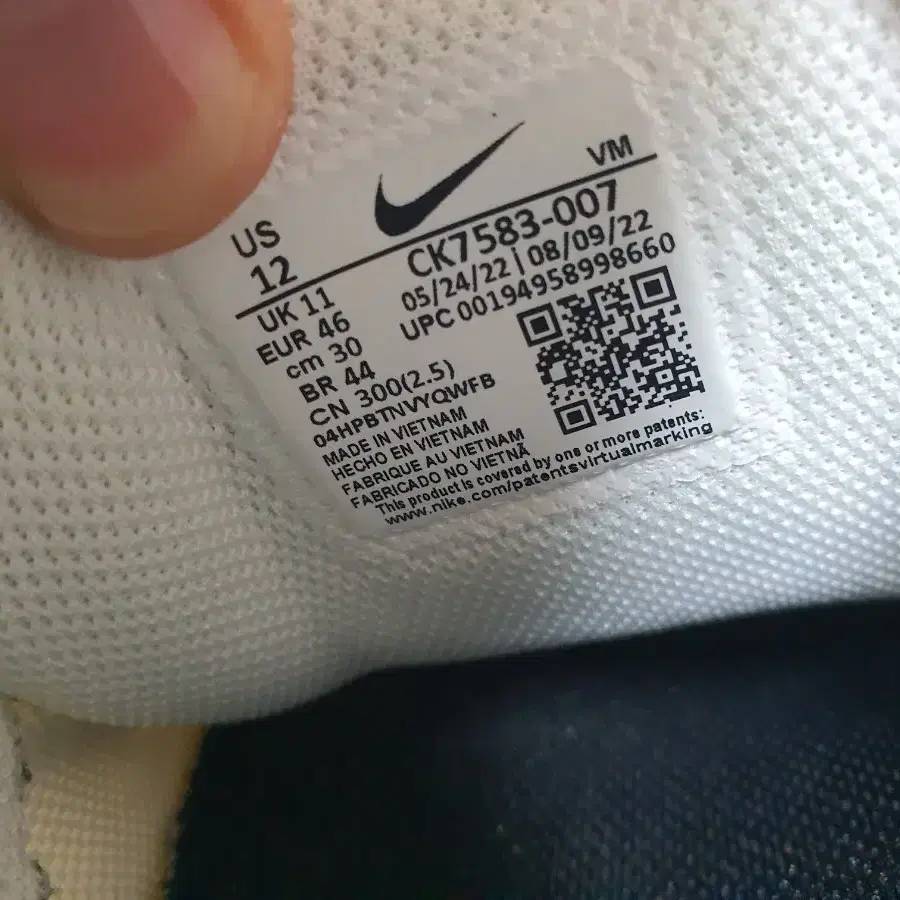 US
12
VM
UK 11
EUR 46
cm 30
BR 44
CN 300(2.5)
04HPBTNVYQWFB
MADE IN VIETNAM
HECHO EN VIETNAM
FABRIQUE AU VIETNAM
FABRICADO NO VIETNÃ
CK7583-007
05/24/22 | 08/09/22
UPC 00194958998660
This product is covered by one or more patents:
www.nike.com/patentsvirtualmarking